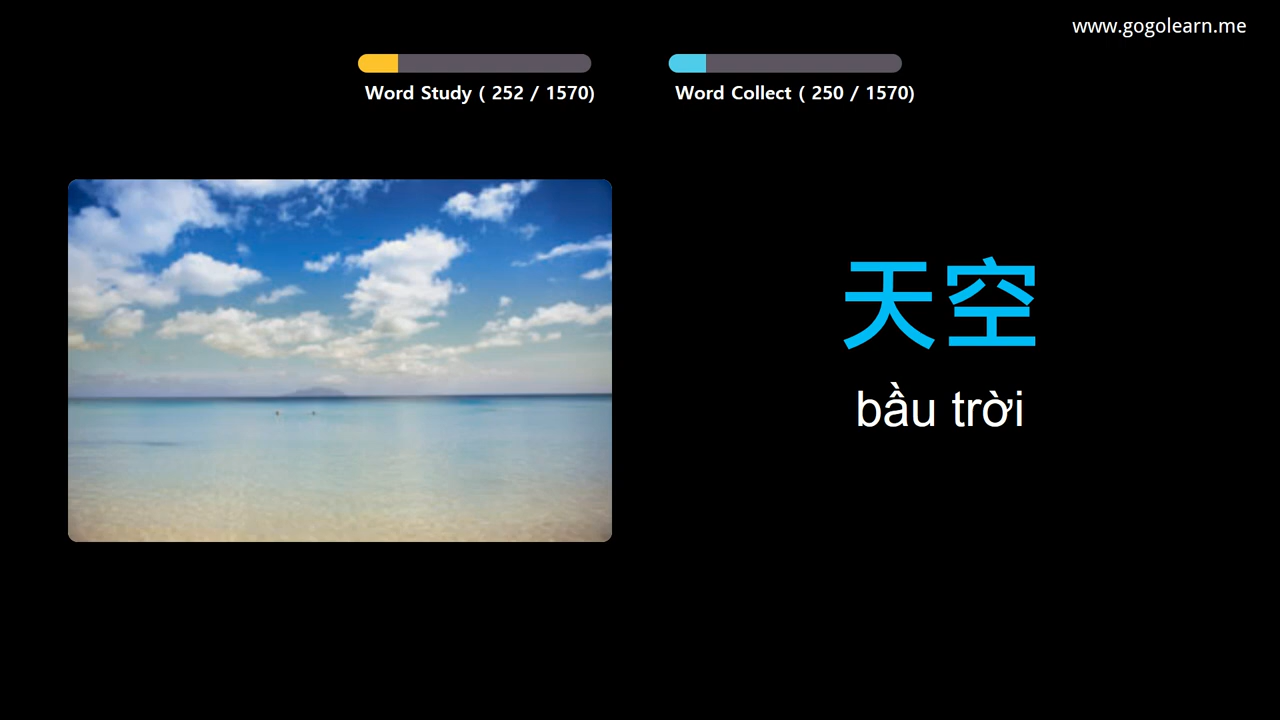 www.gogolearn.me
Word Study ( 252 / 1570)
Word Collect ( 250 / 1570)
天空
bầu trời